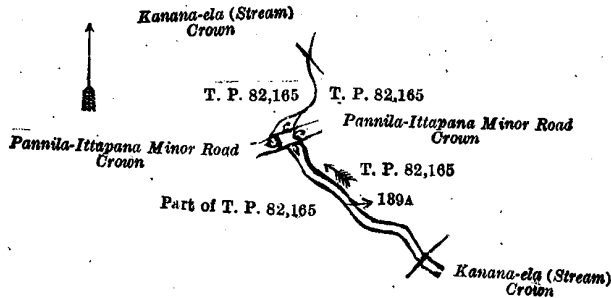 Kanana-ela (Stream)
Crown
T. P. 82,165
T. P. 82,165
Pannila-Ittapana Minor Road
Crown
Pannila-Ittapana Minor Road
Crown
T. P. 82,165
189A
Part of T. P. 82,165
Kanana-ela (Stream)
Crown